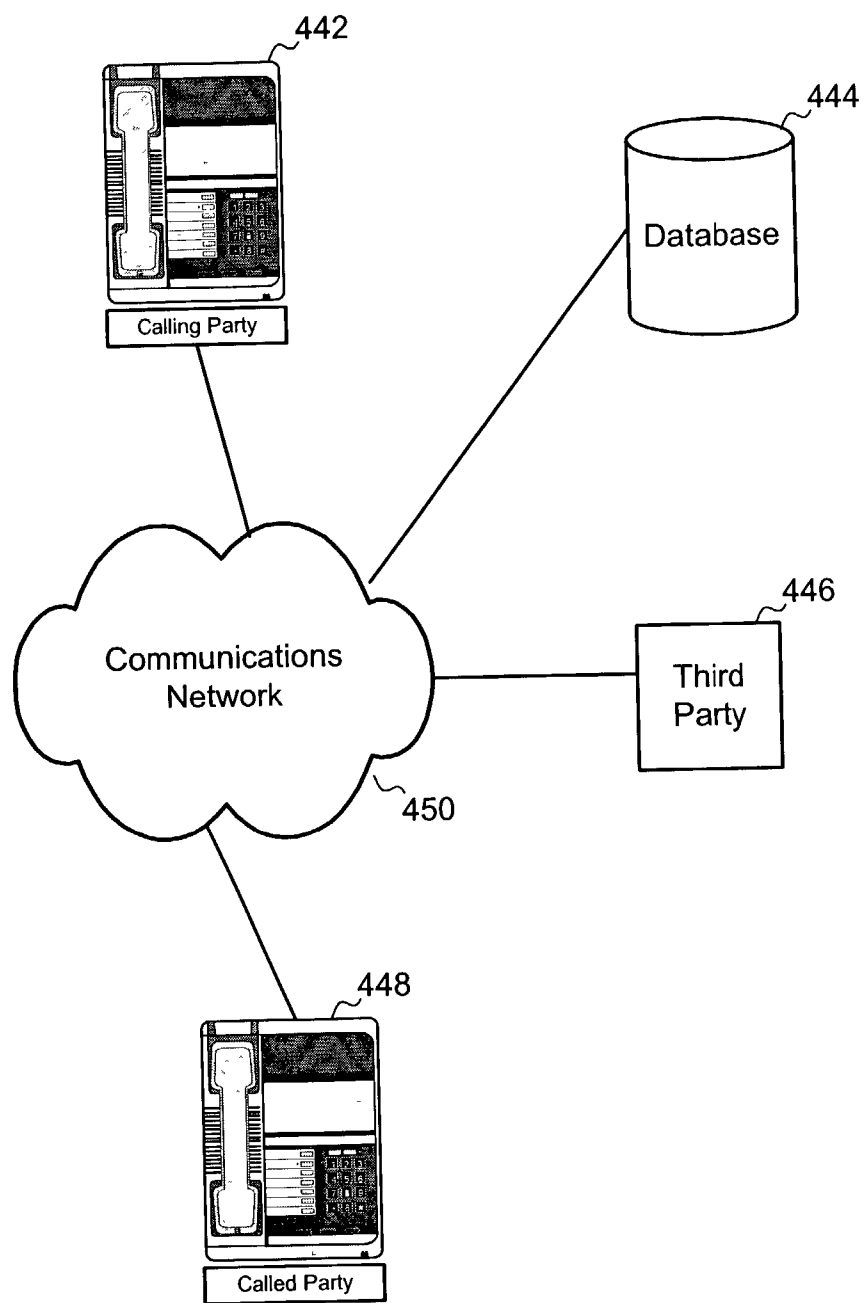 442
444
Database
Calling Party
446
Communications
Network
Third
Party
450
448
Called Party